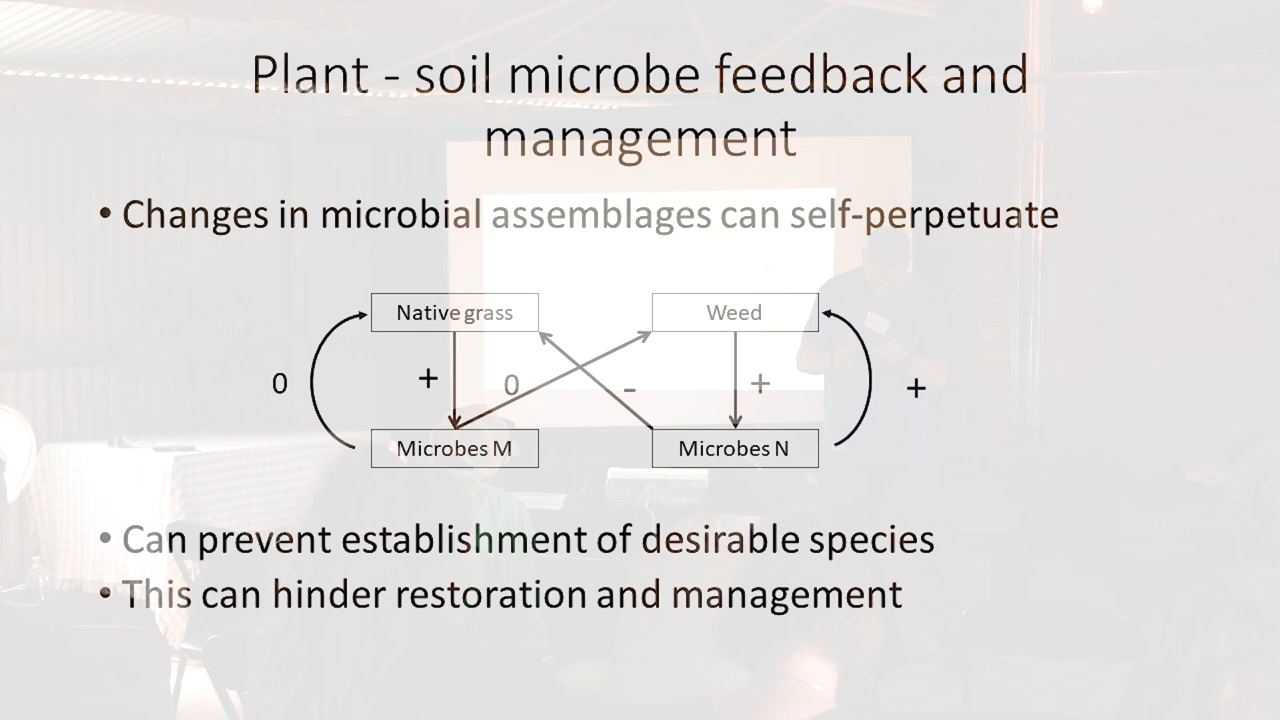 Plant - soil microbe feedback and
management
• Changes in microbial assemblages can self-perpetuate
Native grass
Weed
0
+
0
-
+
+
Microbes M
Microbes N
• Can prevent establishment of desirable species
• This can hinder restoration and management